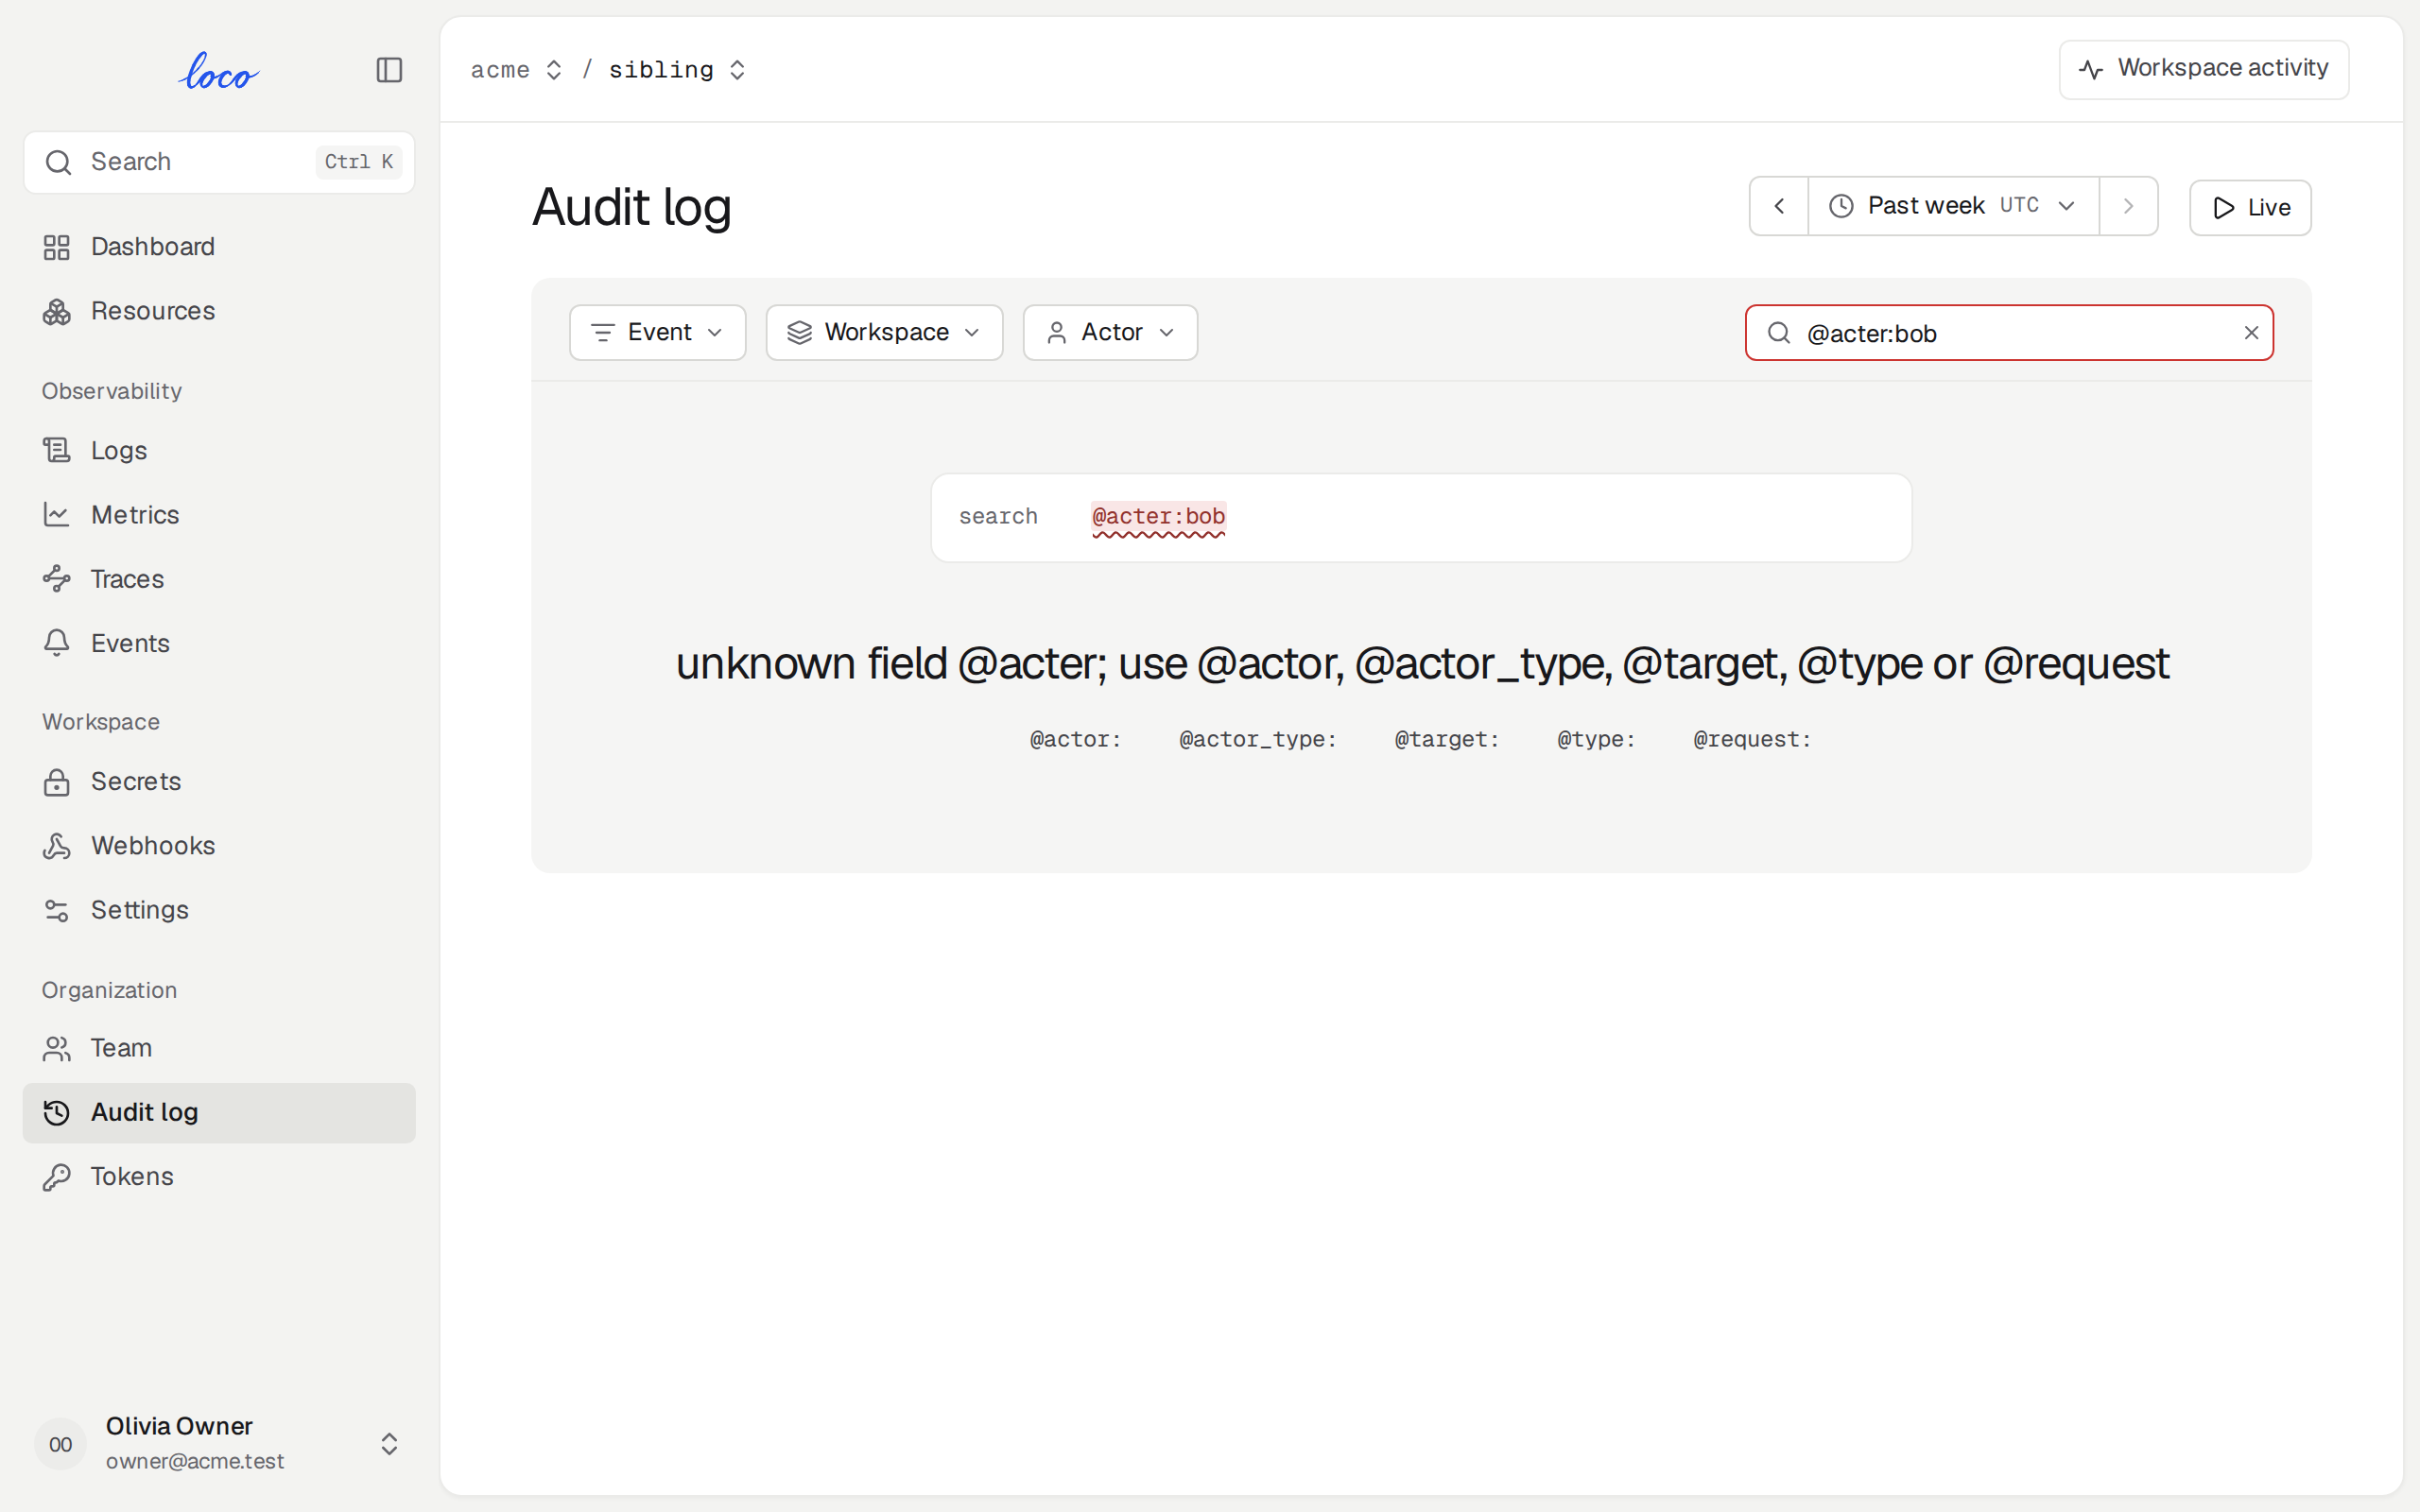 loco
acme / sibling
Workspace activity
Search Ctrl K
Dashboard
Resources
Observability
Logs
Metrics
Traces
Events
Workspace
Secrets
Webhooks
Settings
Organization
Team
Audit log
Tokens
OO Olivia Owner
owner@acme.test
Audit log
Past week UTC
Live
Event
Workspace
Actor
@acter:bob
search @acter:bob
unknown field @acter; use @actor, @actor_type, @target, @type or @request
@actor: @actor_type: @target: @type: @request: